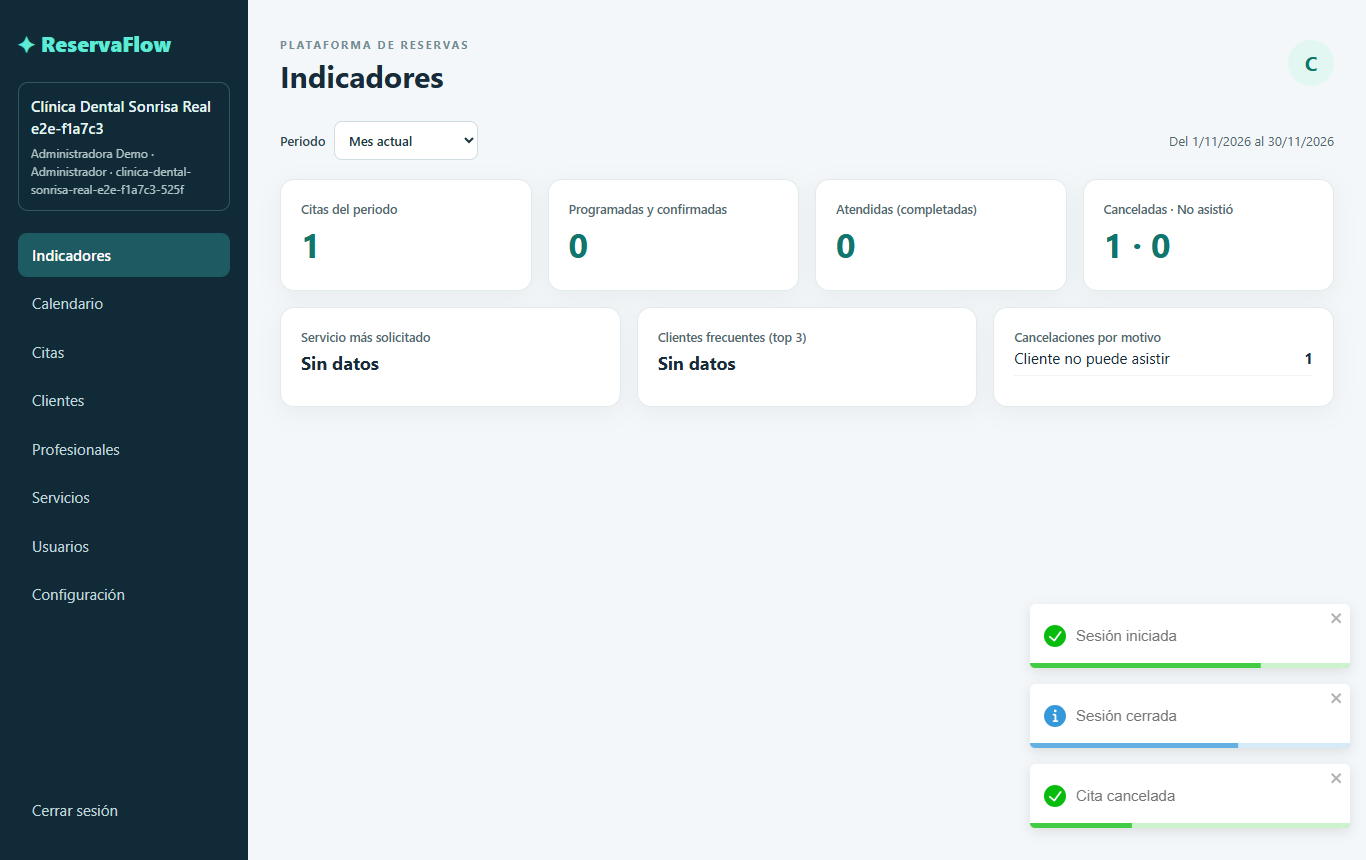 ✦ ReservaFlow
Clínica Dental Sonrisa Real
e2e-f1a7c3
Administradora Demo ·
Administrador · clinica-dental-
sonrisa-real-e2e-f1a7c3-525f
Indicadores
Calendario
Citas
Clientes
Profesionales
Servicios
Usuarios
Configuración
Cerrar sesión
PLATAFORMA DE RESERVAS
Indicadores
C
Periodo Mes actual
Del 1/11/2026 al 30/11/2026
Citas del periodo
1
Programadas y confirmadas
0
Atendidas (completadas)
0
Canceladas · No asistió
1 · 0
Servicio más solicitado
Sin datos
Clientes frecuentes (top 3)
Sin datos
Cancelaciones por motivo
Cliente no puede asistir 1
Sesión iniciada
Sesión cerrada
Cita cancelada